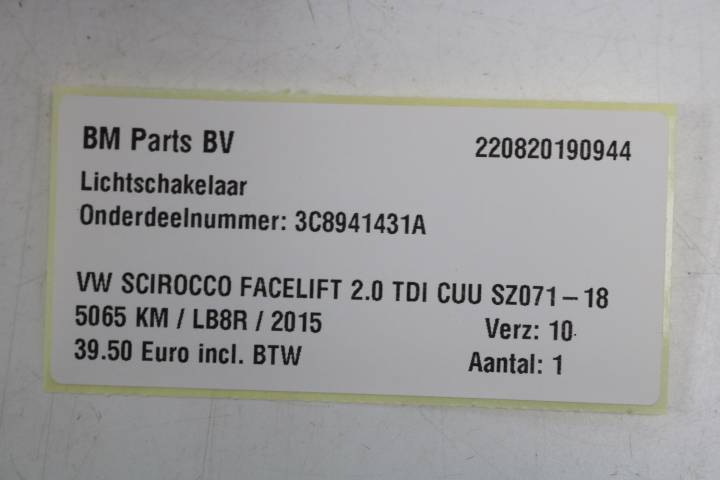 BM Parts BV 220820190944
Lichtschakelaar
Onderdeelnummer: 3C8941431A
VW SCIROCCO FACELIFT 2.0 TDI CUU SZ071-18
5065 KM / LB8R / 2015 Verz: 10
39.50 Euro incl. BTW Aantal: 1